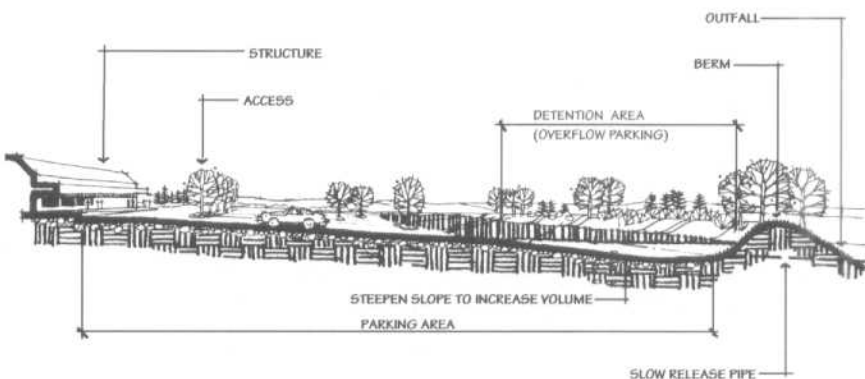 OUTFALL
STRUCTURE
BERM
ACCESS
DETENTION AREA
(OVERFLOW PARKING)
STEEPEN SLOPE TO INCREASE VOLUME
PARKING AREA
SLOW RELEASE PIPE